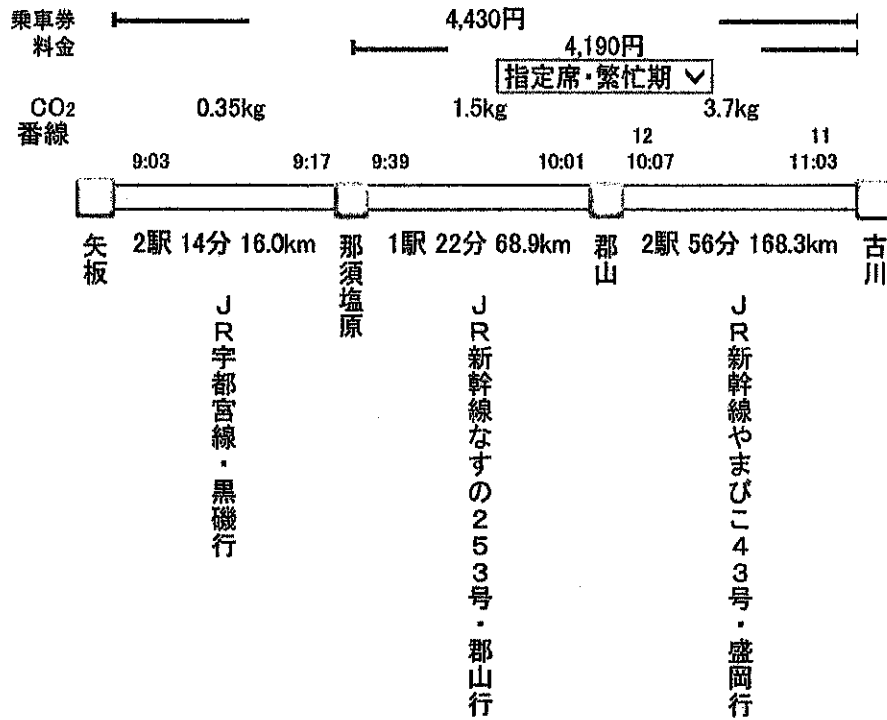 乗車券 4,430円
料金 4,190円
指定席・繁忙期
CO2 0.35kg 1.5kg 3.7kg
番線 12 11
9:03 9:17 9:39 10:01 10:07 11:03
矢板 2駅 14分 16.0km 那須塩原 1駅 22分 68.9km 郡山 2駅 56分 168.3km 古川
JR宇都宮線・黒磯行
JR新幹線なすの253号・郡山行
JR新幹線やまびこ43号・盛岡行